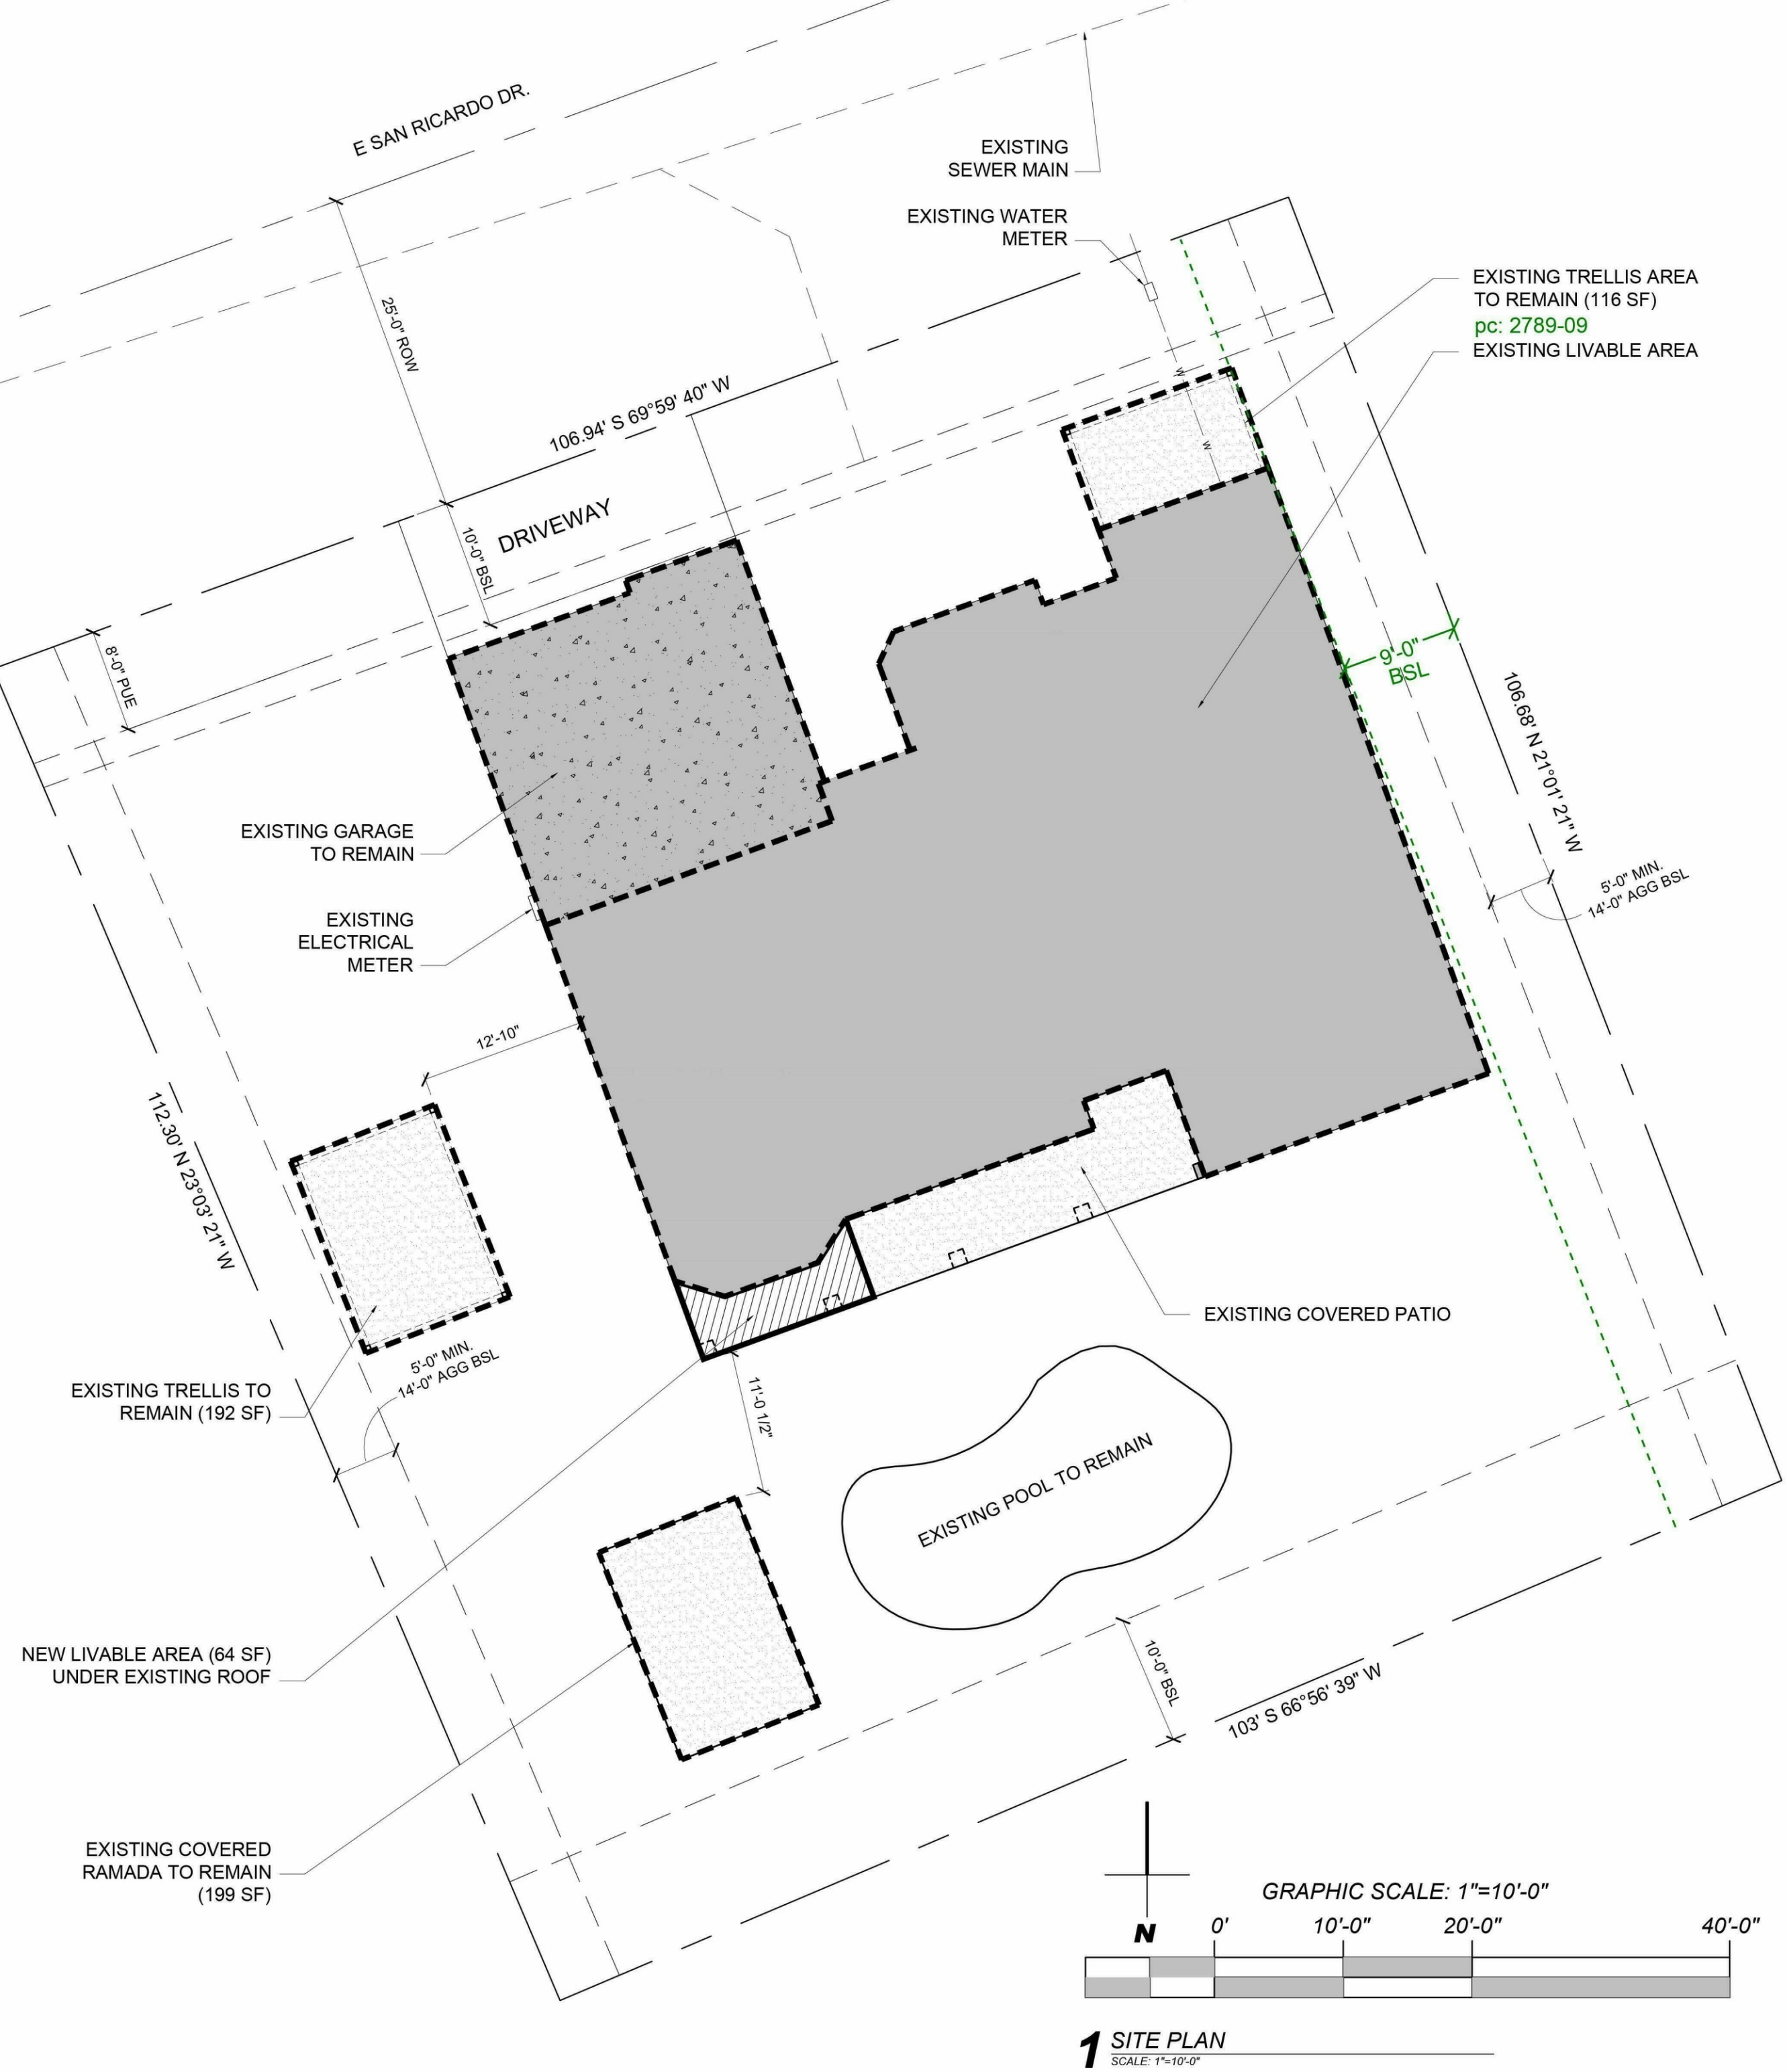 E SAN RICARDO DR.
EXISTING
SEWER MAIN
EXISTING WATER
METER
EXISTING TRELLIS AREA
TO REMAIN (116 SF)
pc: 2789-09
EXISTING LIVABLE AREA
25'-0" ROW
106.94' S 69°59' 40" W
W
W
DRIVEWAY
10'-0" BSL
8'-0" PUE
9'-0"
BSL
106.68' N 21°01' 21" W
5'-0" MIN.
14'-0" AGG BSL
EXISTING GARAGE
TO REMAIN
EXISTING
ELECTRICAL
METER
12'-10"
112.30' N 23°03' 21" W
EXISTING COVERED PATIO
5'-0" MIN.
14'-0" AGG BSL
EXISTING TRELLIS TO
REMAIN (192 SF)
11'-0 1/2"
EXISTING POOL TO REMAIN
NEW LIVABLE AREA (64 SF)
UNDER EXISTING ROOF
10'-0" BSL
103' S 66°56' 39" W
EXISTING COVERED
RAMADA TO REMAIN
(199 SF)
N
GRAPHIC SCALE: 1"=10'-0"
0' 10'-0" 20'-0" 40'-0"
1 SITE PLAN
SCALE: 1"=10'-0"